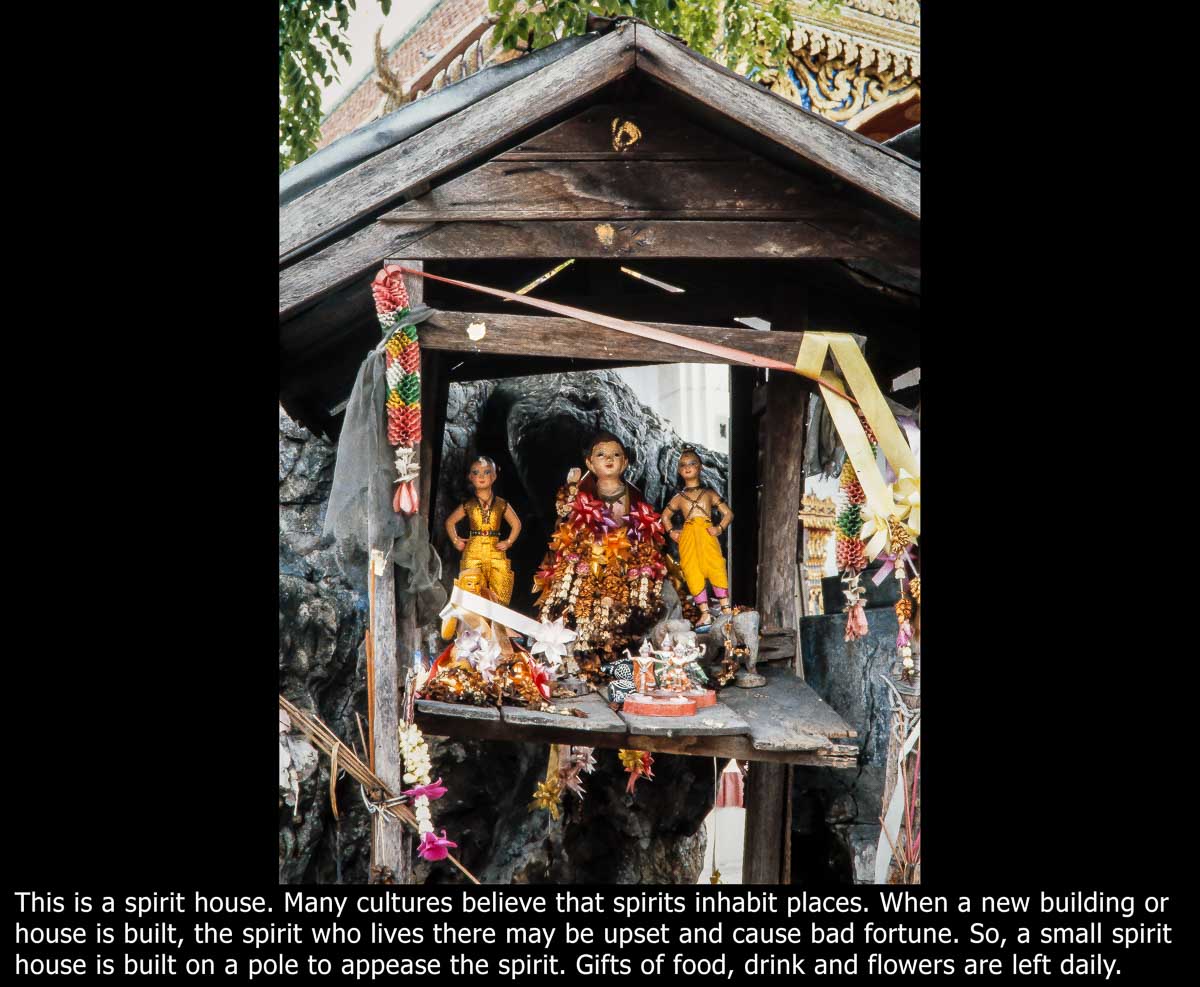 This is a spirit house. Many cultures believe that spirits inhabit places. When a new building or
house is built, the spirit who lives there may be upset and cause bad fortune. So, a small spirit
house is built on a pole to appease the spirit. Gifts of food, drink and flowers are left daily.